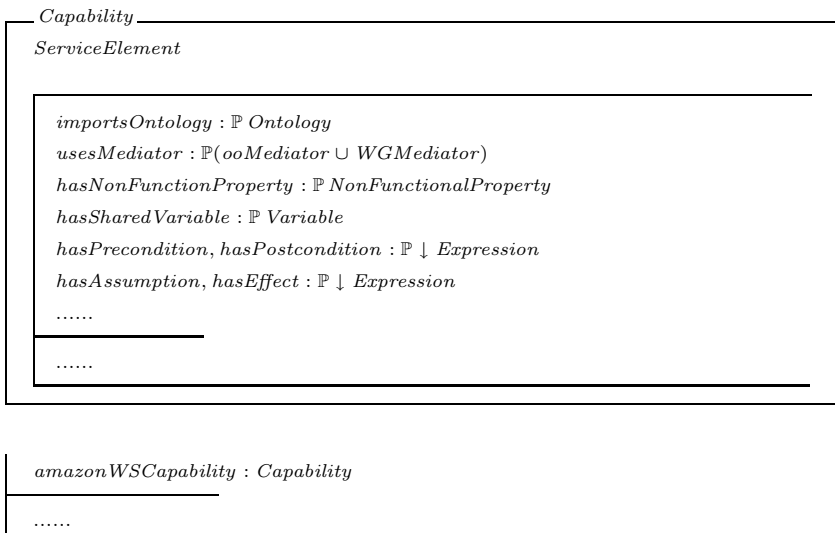 Capability
ServiceElement
importsOntology : ℙ Ontology
usesMediator : ℙ(ooMediator ∪ WGMediator)
hasNonFunctionProperty : ℙ NonFunctionalProperty
hasSharedVariable : ℙ Variable
hasPrecondition, hasPostcondition : ℙ ↓ Expression
hasAssumption, hasEffect : ℙ ↓ Expression
......
......
amazonWSCapability : Capability
......